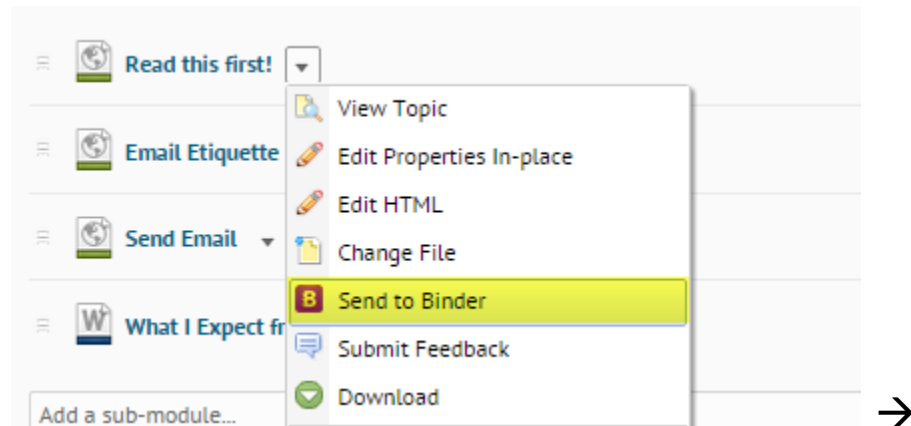 Read this first!
View Topic
Email Etiquette
Edit Properties In-place
Edit HTML
Send Email
Change File
B Send to Binder
W What I Expect fr
Submit Feedback
Download
Add a sub-module...
→